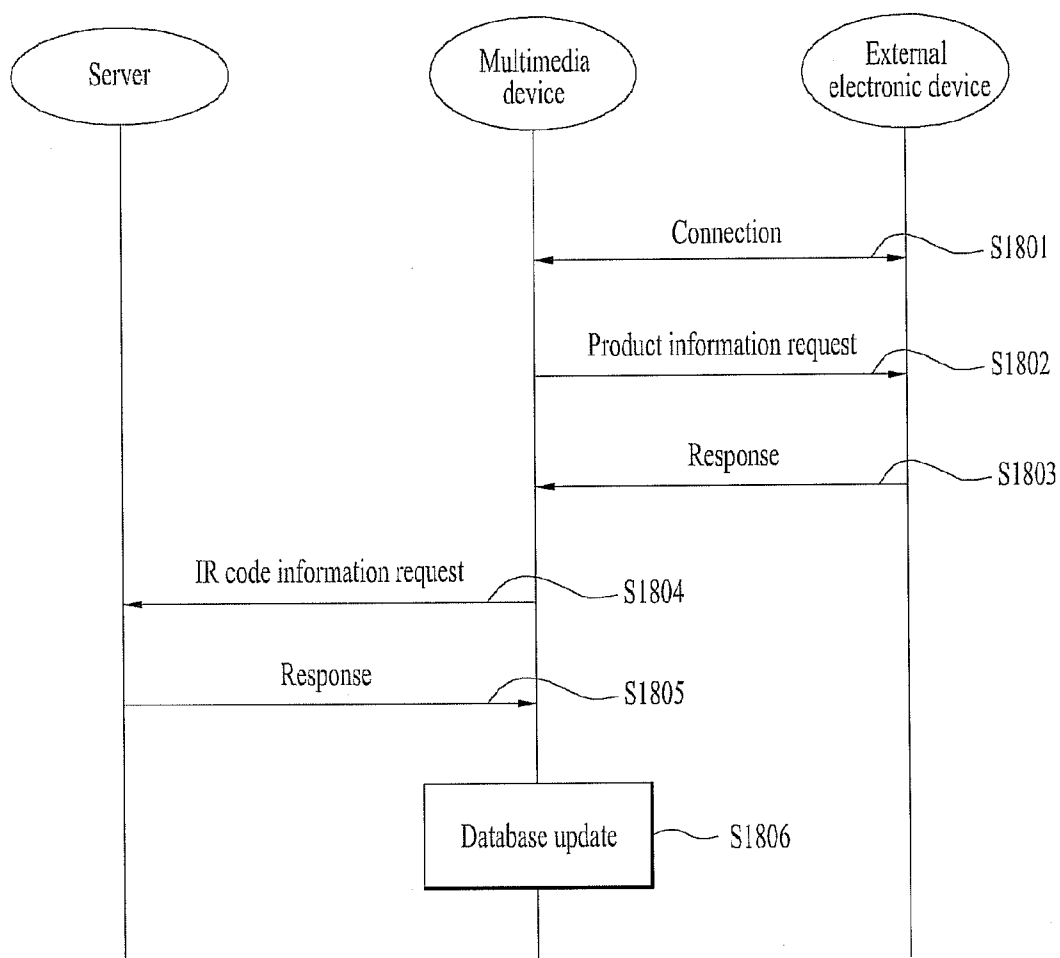 Server
Multimedia
device
External
electronic device
Connection
S1801
Product information request
S1802
Response
S1803
IR code information request
S1804
Response
S1805
Database update
S1806